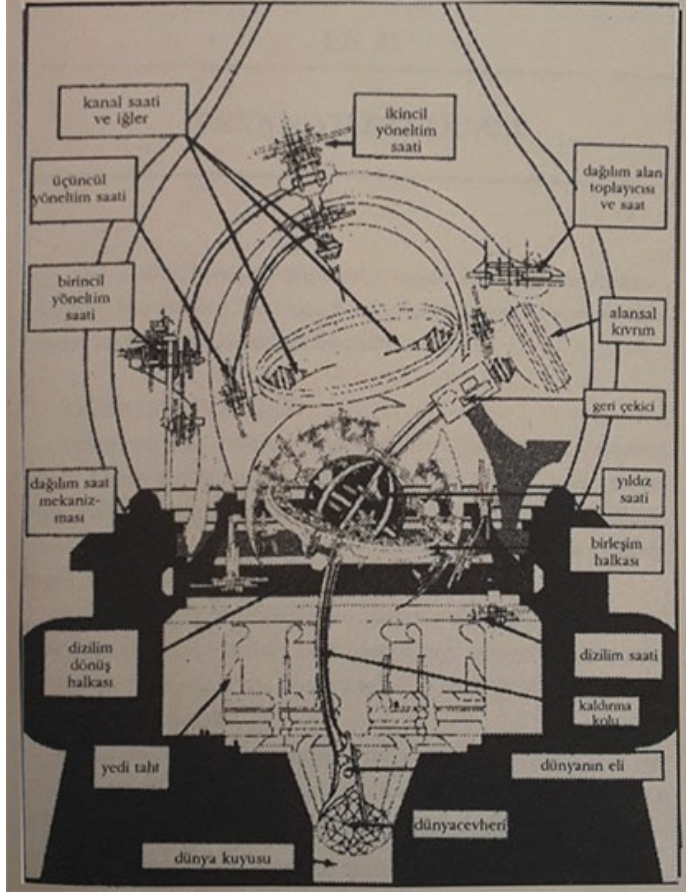 kanal saati
ve iğler
ikincil
yöneltim
saati
üçüncül
yöneltim saati
dağılım alan
toplayıcısı
ve saat
birincil
yöneltim
saati
alansal
kıvrım
geri çekici
dağılım saat
mekaniz-
ması
yıldız
saati
birleşim
halkası
dizilim
dönüş
halkası
dizilim saati
kaldırma
kolu
yedi taht
dünyanın eli
dünyacevheri
dünya kuyusu